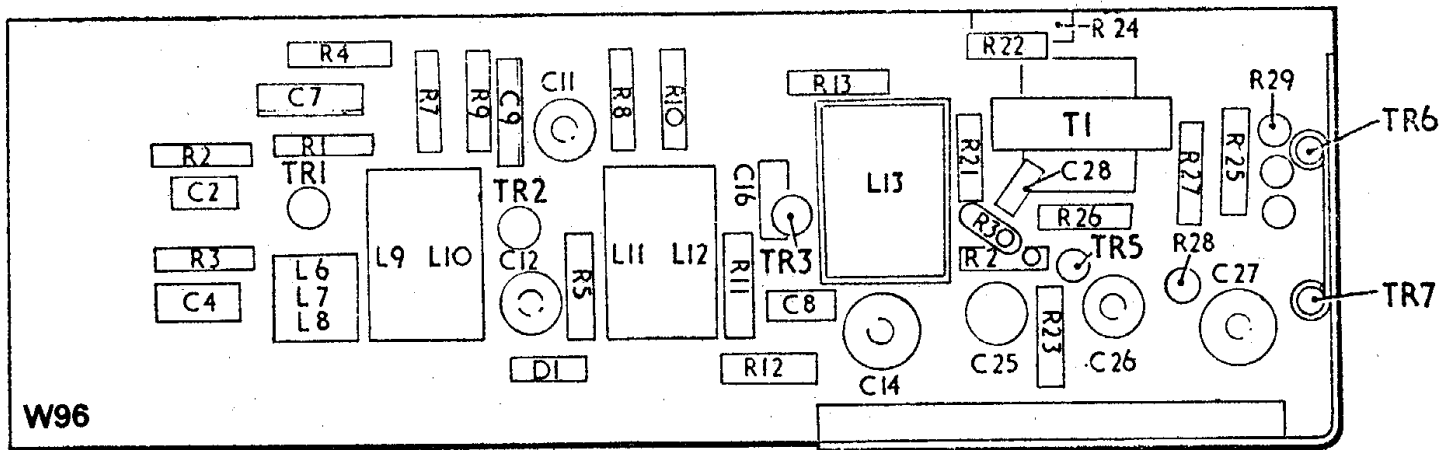 R24
R22
R4
R13
C11
R29
C7
R7
R9
C9
R8
R10
T1
TR6
R1
R2
R21
R27
R25
TR1
C2
TR2
C16
L13
C28
R26
R30
R3
L9 L10
C12
R5
L11 L12
R11
TR3
R2
TR5
R28
L6
L7
L8
C4
C8
C27
TR7
R23
D1
R12
C14
C25
C26
W96